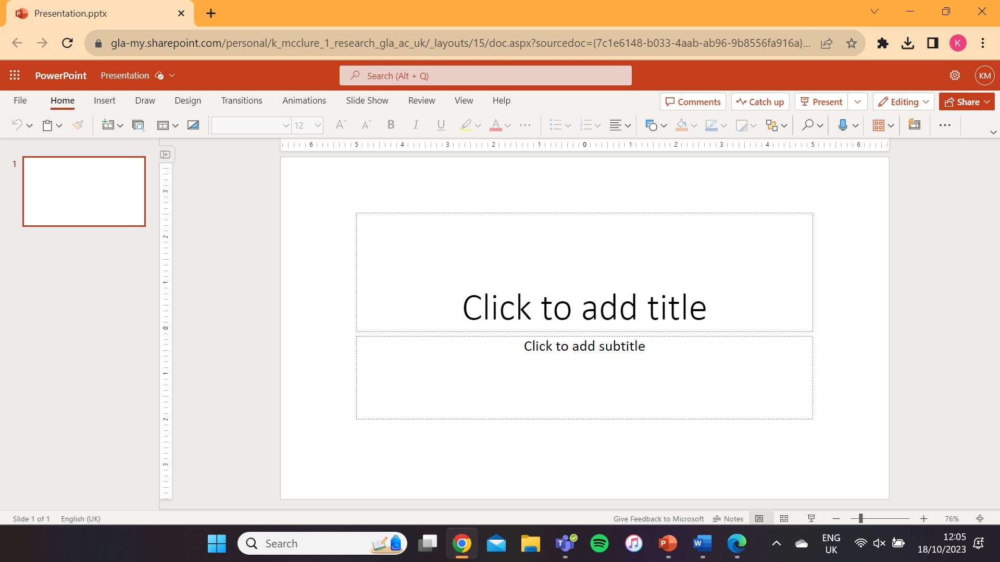 Presentation.pptx
gla-my.sharepoint.com/personal/k_mcclure_1_research_gla_ac_uk/_layouts/15/doc.aspx?sourcedoc={7c1e6148-b033-4aab-ab96-9b8556fa916a}...
K
PowerPoint
Presentation
Search (Alt + Q)
KM
File Home Insert Draw Design Transitions Animations Slide Show Review View Help
Comments Catch up Present Editing Share
12 A A B I U A
6 5 4 3 2 1 0 1 2 3 4 5 6
1
3
2
1
0
1
2
3
Click to add title
Click to add subtitle
Slide 1 of 1 English (UK)
Give Feedback to Microsoft Notes 76%
Search
ENG
UK
12:05
18/10/2023